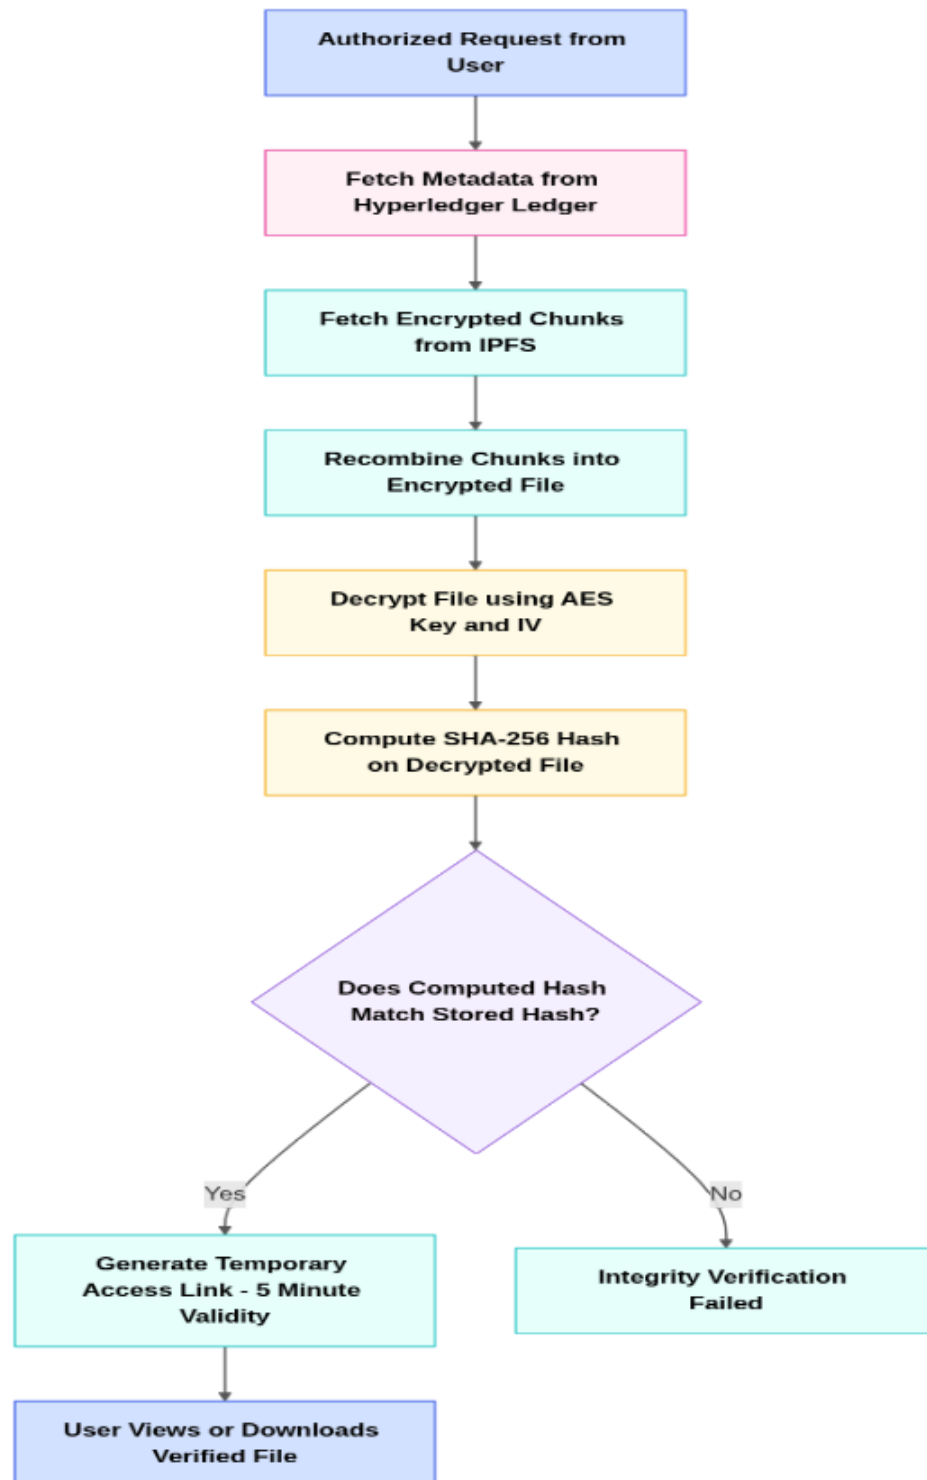 Authorized Request from
User
Fetch Metadata from
Hyperledger Ledger
Fetch Encrypted Chunks
from IPFS
Recombine Chunks into
Encrypted File
Decrypt File using AES
Key and IV
Compute SHA-256 Hash
on Decrypted File
Does Computed Hash
Match Stored Hash?
Yes
No
Generate Temporary
Access Link - 5 Minute
Validity
Integrity Verification
Failed
User Views or Downloads
Verified File